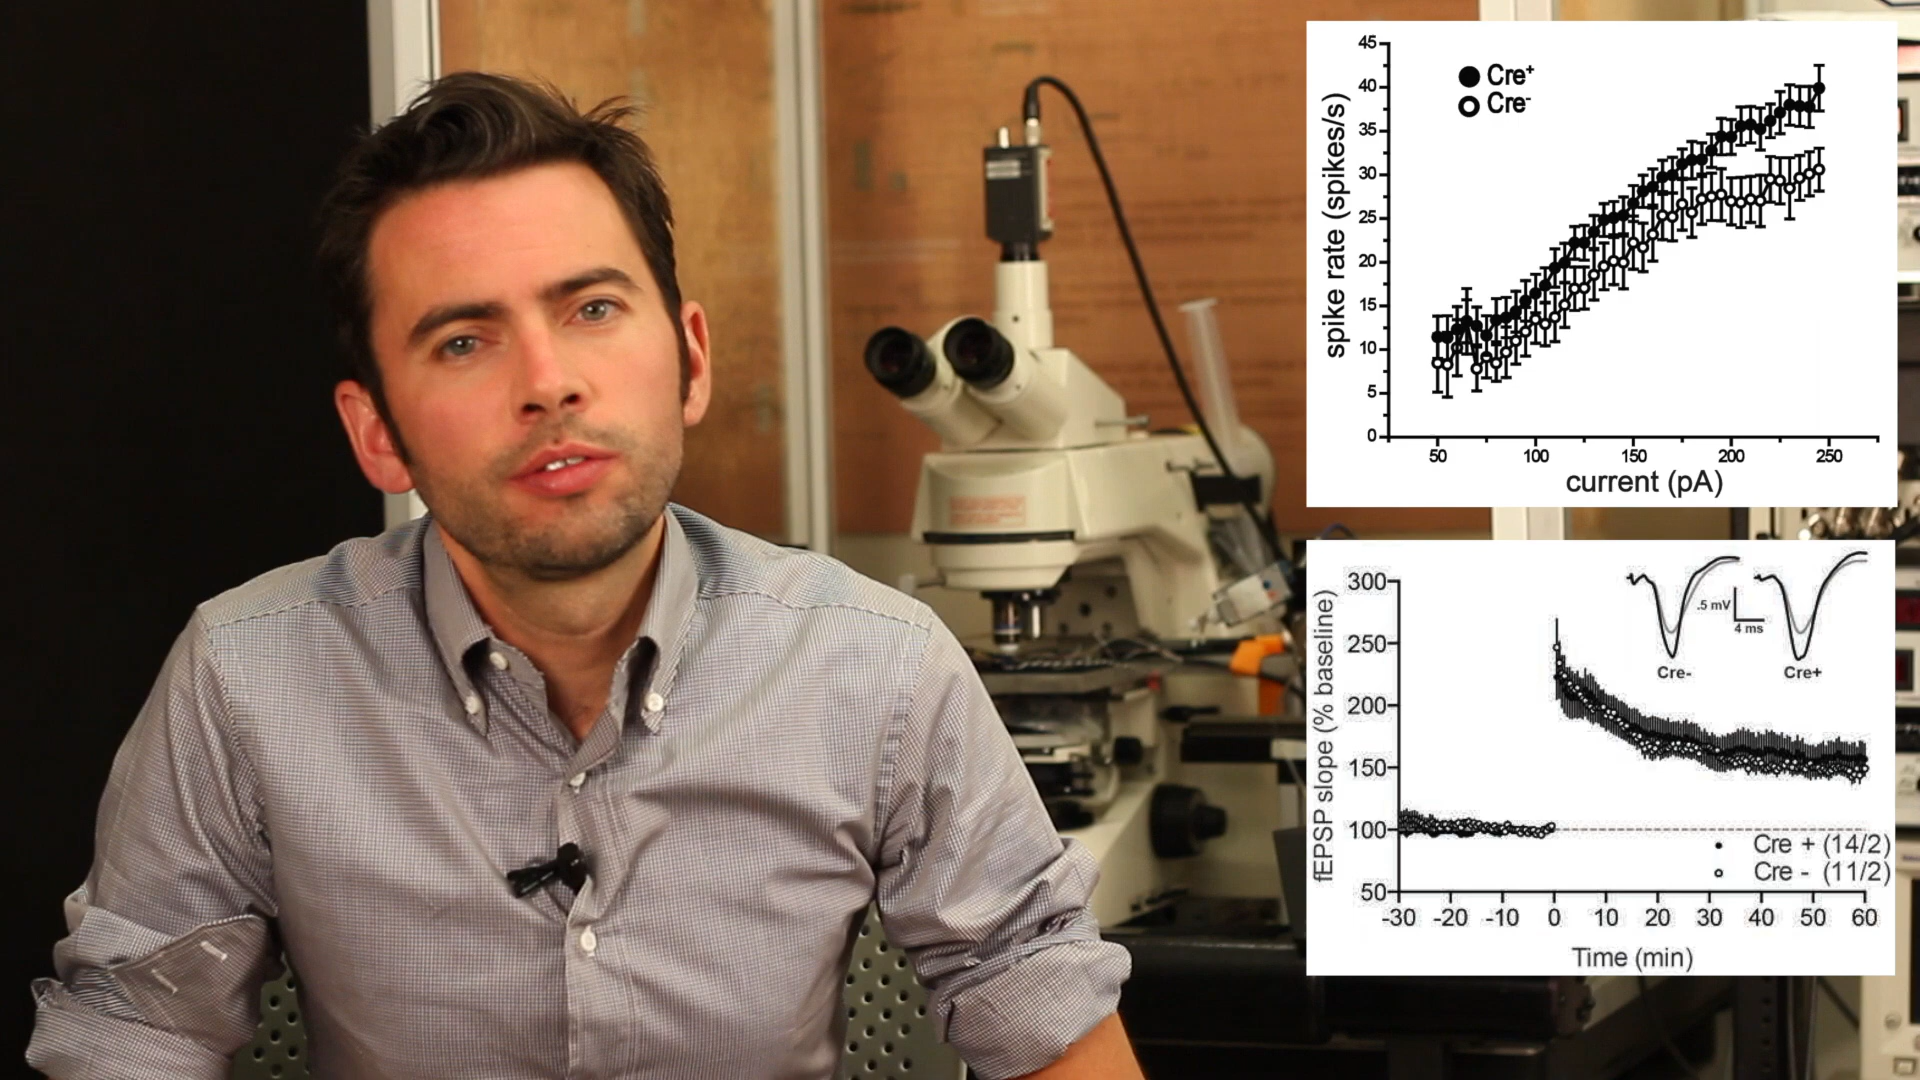 45
40
35
30
25
20
15
10
5
0
spike rate (spikes/s)
Cre+
Cre-
50 100 150 200 250
current (pA)
300
250
200
150
100
50
fEPSP slope (% baseline)
.5 mV
4 ms
Cre- Cre+
Cre + (14/2)
Cre - (11/2)
-30 -20 -10 0 10 20 30 40 50 60
Time (min)